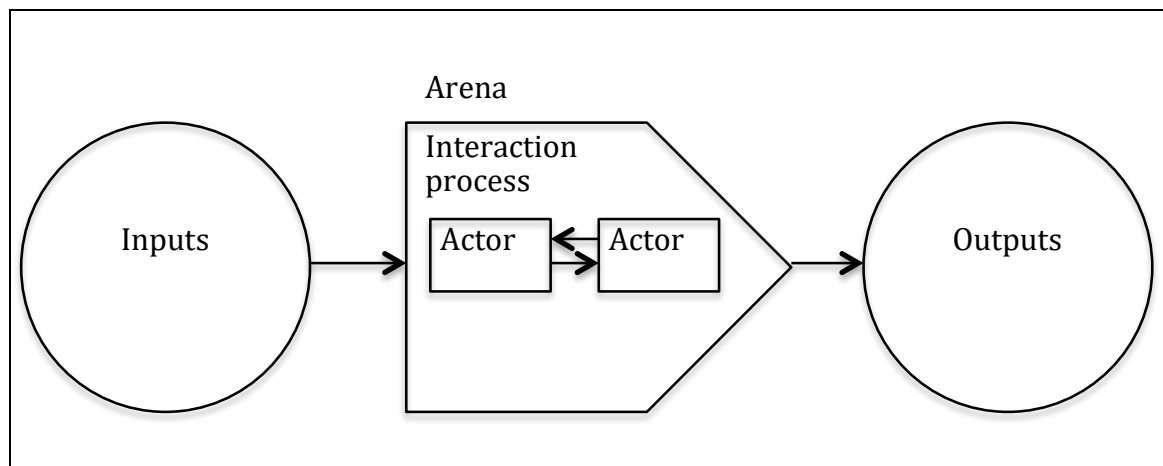 Arena
Interaction
process
Inputs
Actor
Actor
Outputs